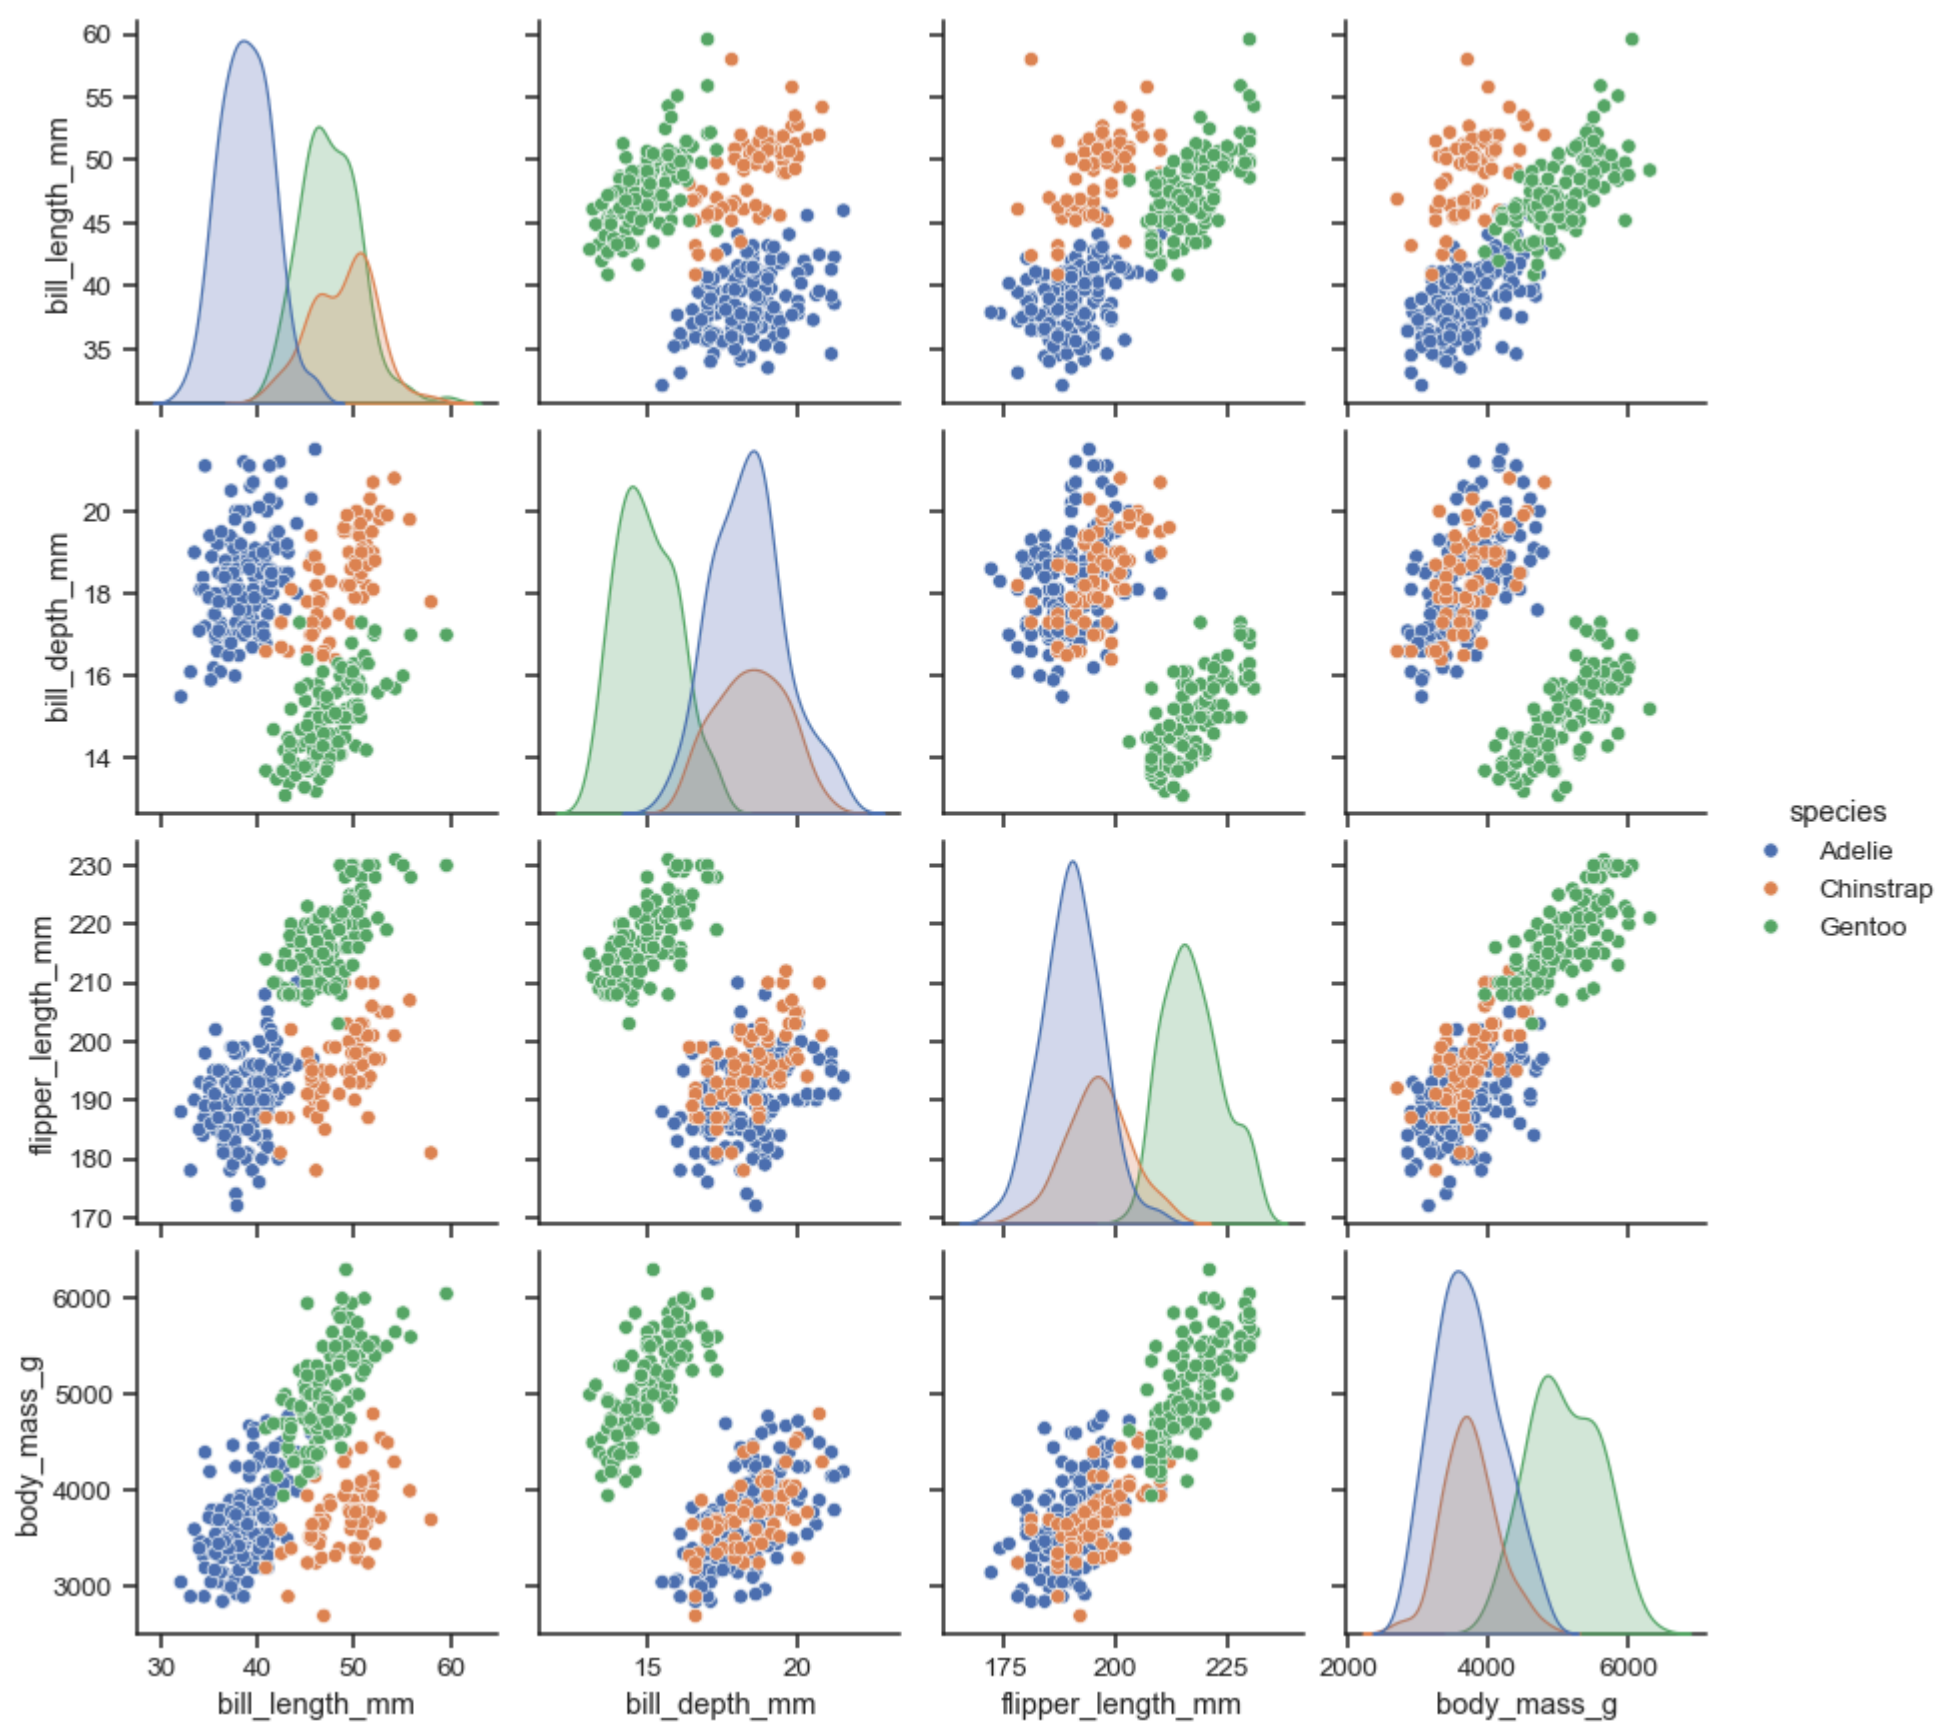 60
55
50
45
40
35
bill_length_mm
20
18
16
14
bill_depth_mm
230
220
210
200
190
180
170
flipper_length_mm
6000
5000
4000
3000
body_mass_g
30 40 50 60
bill_length_mm
15 20
bill_depth_mm
175 200 225
flipper_length_mm
2000 4000 6000
body_mass_g
species
Adelie
Chinstrap
Gentoo